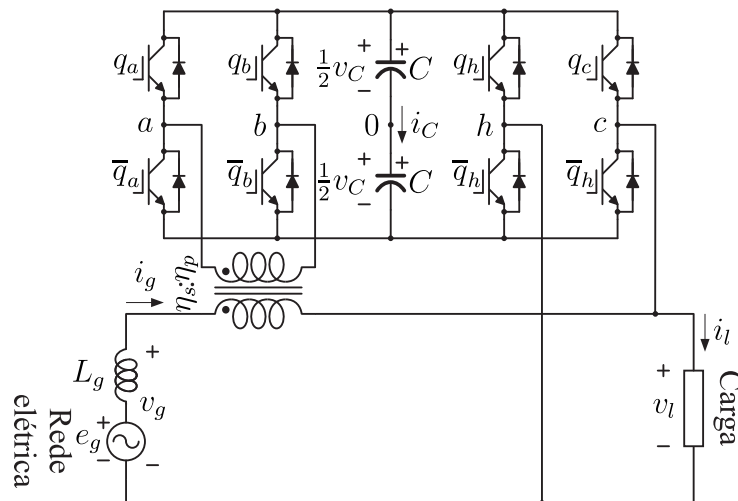 q_a
q_b
½v_C
C
q_h
q_c
a
b
0
i_C
h
c
q̅_a
q̅_b
½v_C
C
q̅_h
q̅_h
i_g
η_s:η_p
i_l
L_g
v_g
e_g
v_l
Rede
elétrica
Carga